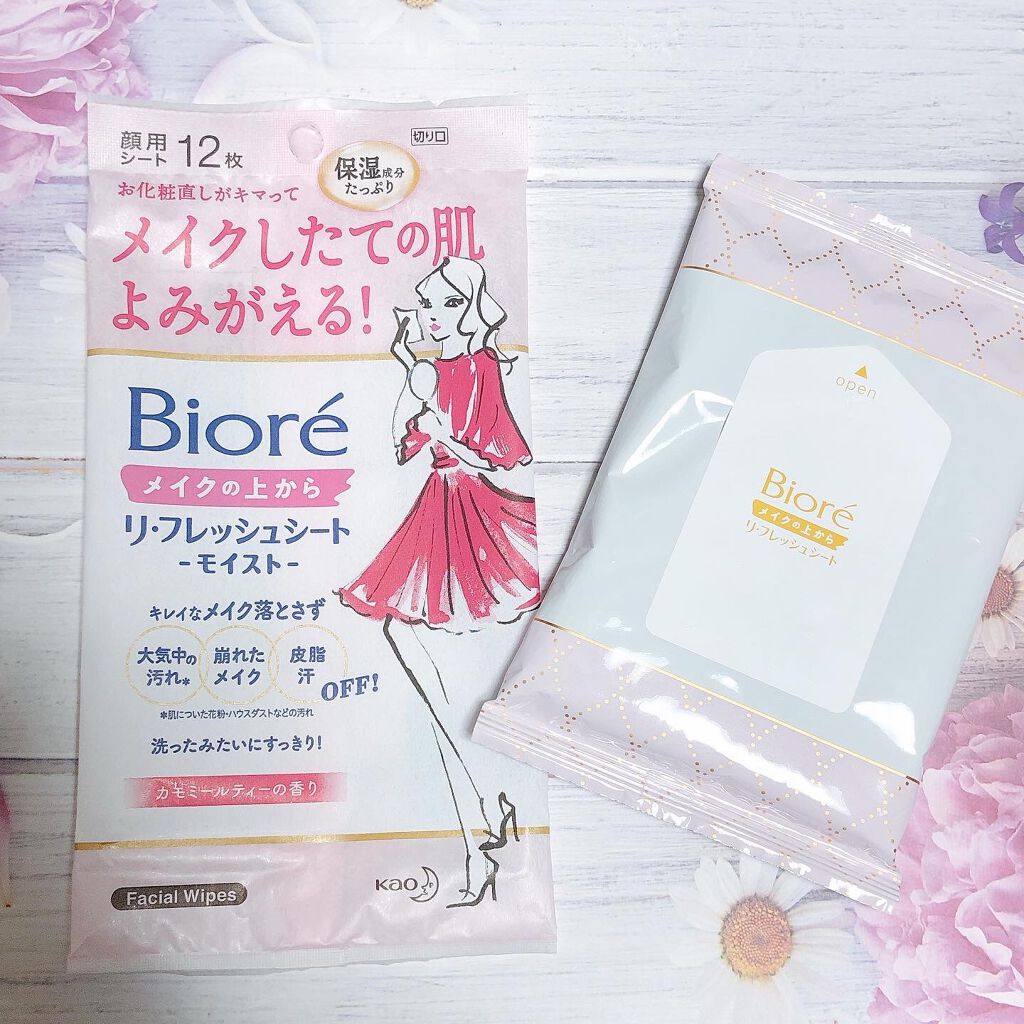 顔用
シート 12枚
切り口
保湿成分
たっぷり
お化粧直しがキマって
メイクしたての肌
よみがえる!
Bioré
メイクの上から
リ・フレッシュシート
-モイスト-
キレイなメイク落とさず
大気中の
汚れ*
崩れた
メイク
皮脂
汗
OFF!
*肌についた花粉・ハウスダストなどの汚れ
洗ったみたいにすっきり!
カモミールティーの香り
Facial Wipes
Kao
open
Bioré
メイクの上から
リ・フレッシュシート